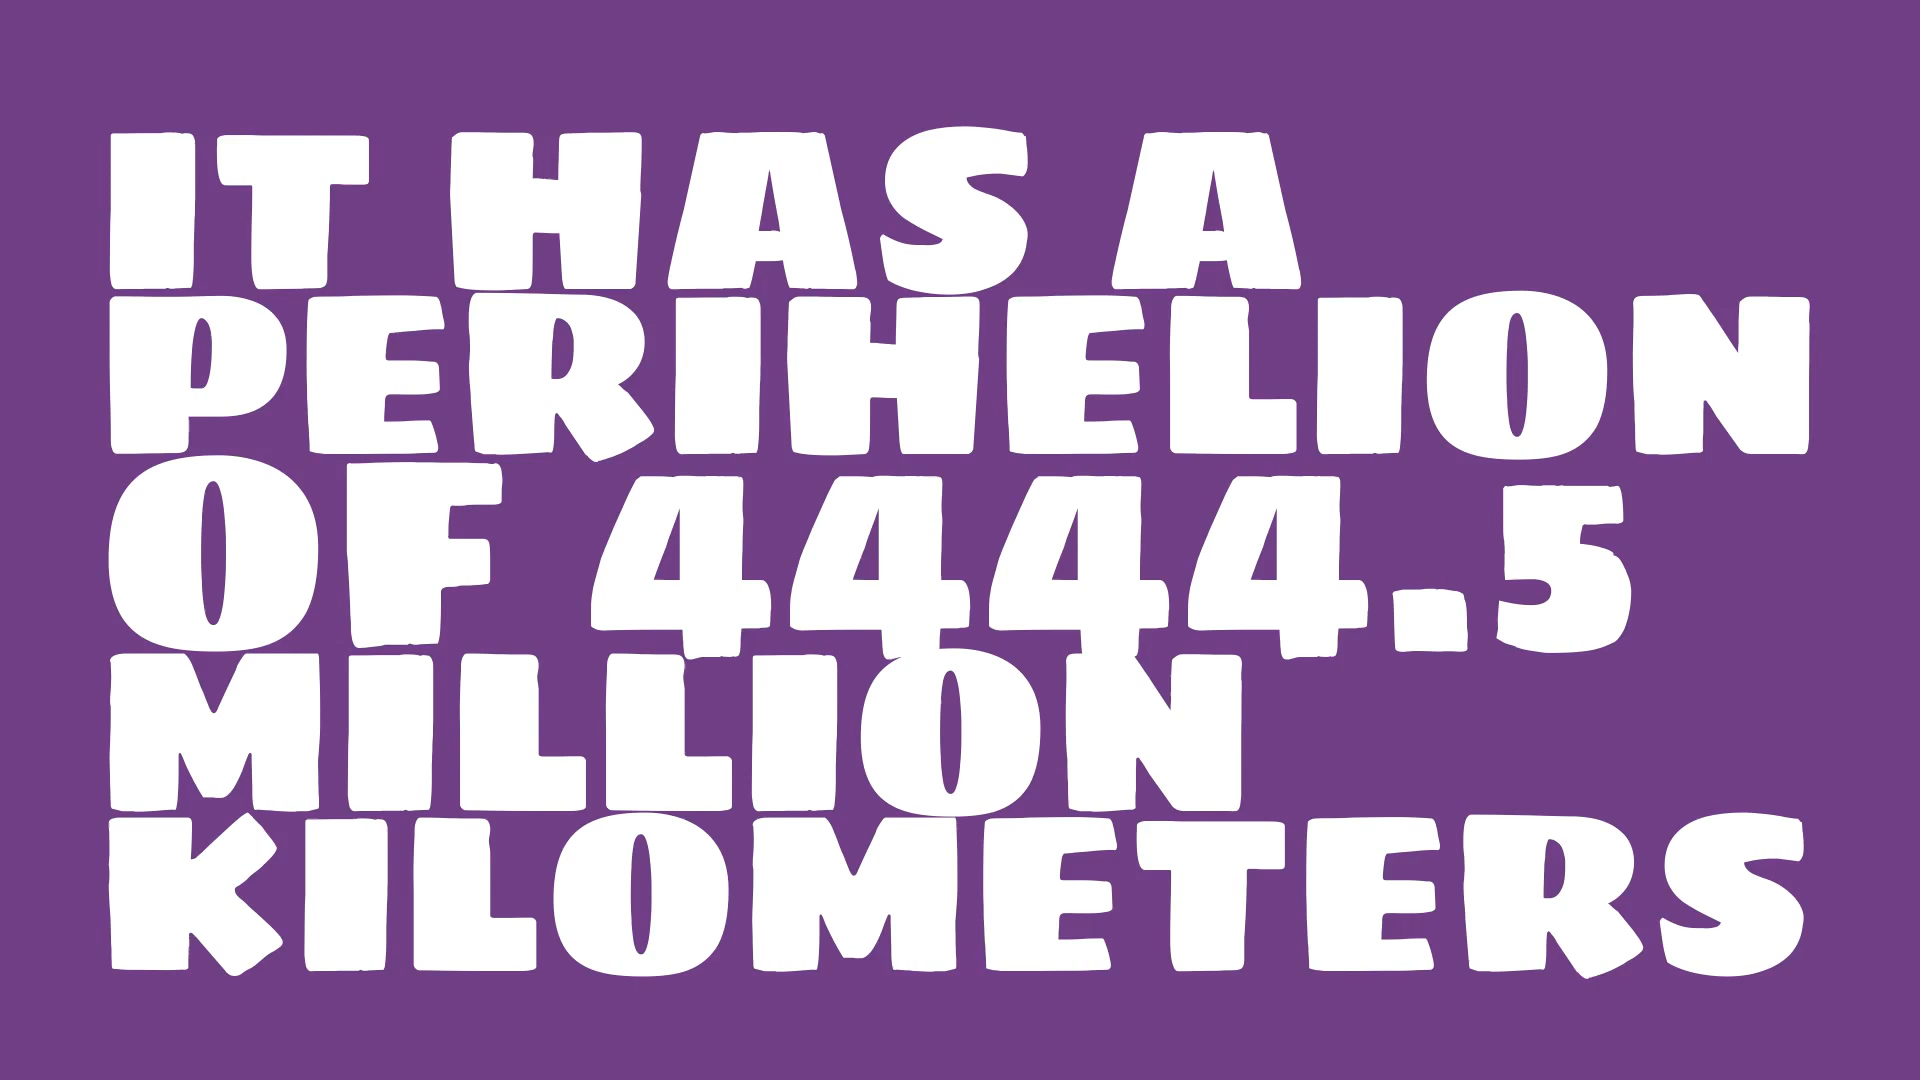 IT HAS A
PERIHELION
OF 4444.5
MILLION
KILOMETERS